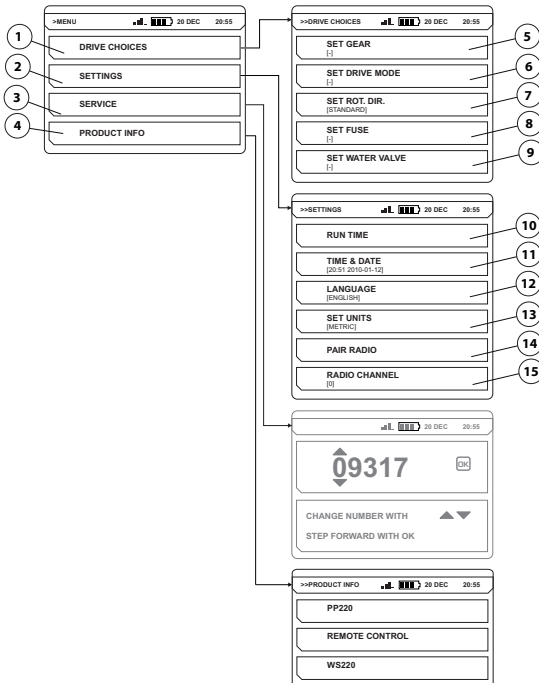 >MENU 20 DEC 20:55
1 DRIVE CHOICES
2 SETTINGS
3 SERVICE
4 PRODUCT INFO
>>DRIVE CHOICES 20 DEC 20:55
SET GEAR 5
[-]
SET DRIVE MODE 6
[-]
SET ROT. DIR. 7
[STANDARD]
SET FUSE 8
[-]
SET WATER VALVE 9
[-]
>>SETTINGS 20 DEC 20:55
RUN TIME 10
TIME & DATE 11
[20:51 2010-01-12]
LANGUAGE 12
[ENGLISH]
SET UNITS 13
[METRIC]
PAIR RADIO 14
RADIO CHANNEL 15
[0]
20 DEC 20:55
09317 OK
CHANGE NUMBER WITH
STEP FORWARD WITH OK
>>PRODUCT INFO 20 DEC 20:55
PP220
REMOTE CONTROL
WS220